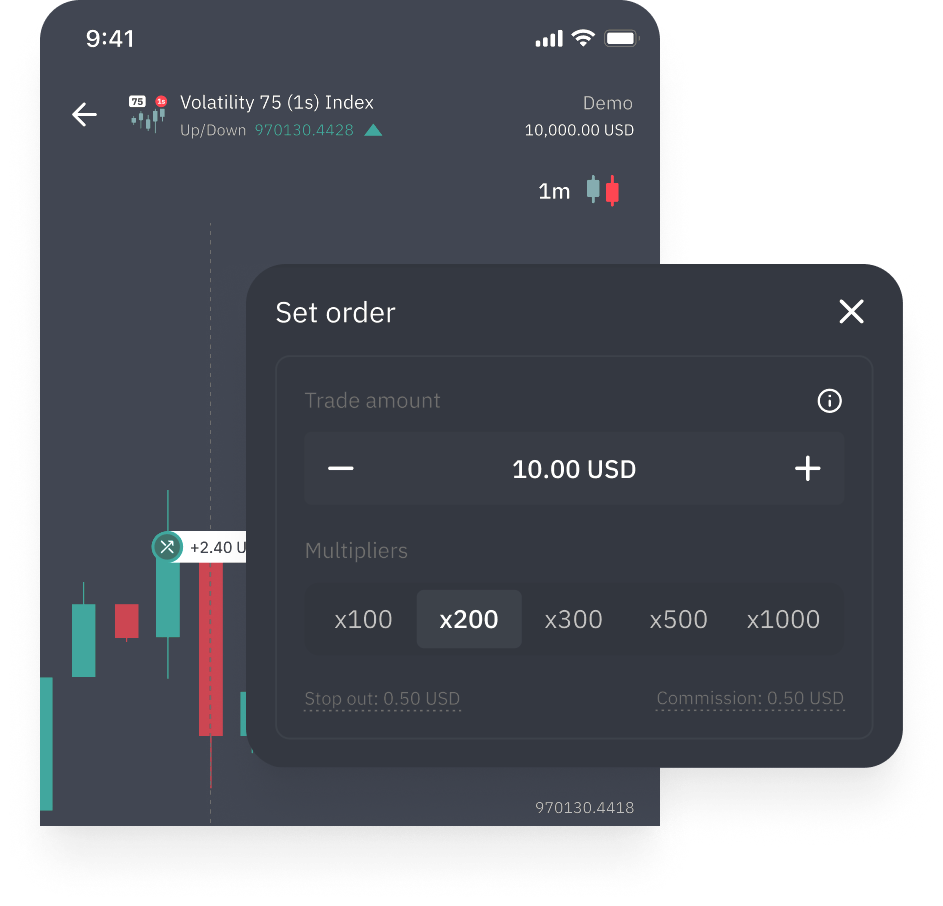 9:41
75 1s
Volatility 75 (1s) Index
Demo
Up/Down 970130.4428
10,000.00 USD
1m
Set order
Trade amount
10.00 USD
+2.40 U
Multipliers
x100 x200 x300 x500 x1000
Stop out: 0.50 USD
Commission: 0.50 USD
970130.4418